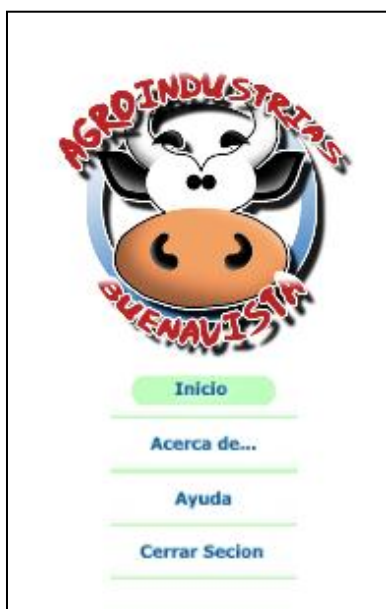 AGROINDUSTRIAS
BUENAVISTA
Inicio
Acerca de...
Ayuda
Cerrar Secion